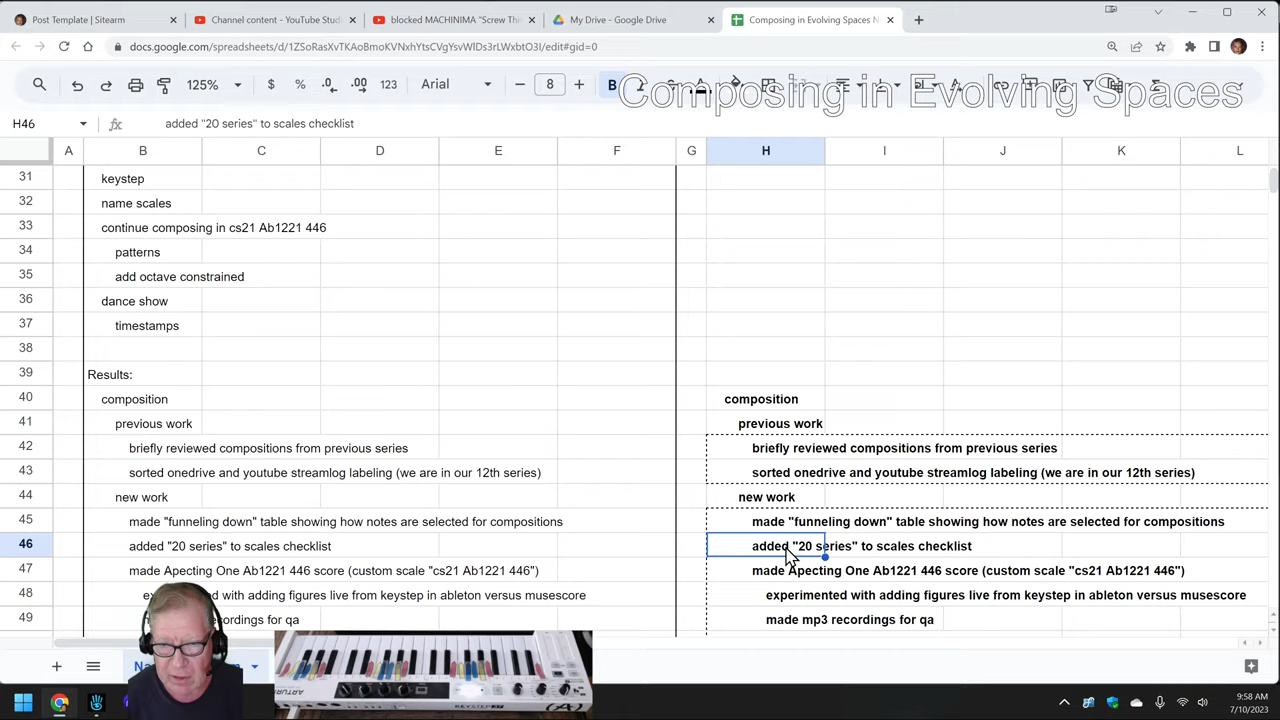 Post Template | Sitearm
Channel content - YouTube Stud
blocked MACHINIMA "Screw The
My Drive - Google Drive
Composing in Evolving Spaces N
docs.google.com/spreadsheets/d/1ZSoRasXvTKAoBmoKVNxhYtsCVgYsvWlDs3rLWxbtO3I/edit#gid=0
125% $ % .0 .00 123 Arial 8 B
Composing in Evolving Spaces
H46 fx added "20 series" to scales checklist
A B C D E F G H I J K L
31 keystep
32 name scales
33 continue composing in cs21 Ab1221 446
34 patterns
35 add octave constrained
36 dance show
37 timestamps
38
39 Results:
40 composition composition
41 previous work previous work
42 briefly reviewed compositions from previous series briefly reviewed compositions from previous series
43 sorted onedrive and youtube streamlog labeling (we are in our 12th series) sorted onedrive and youtube streamlog labeling (we are in our 12th series)
44 new work new work
45 made "funneling down" table showing how notes are selected for compositions made "funneling down" table showing how notes are selected for compositions
46 added "20 series" to scales checklist added "20 series" to scales checklist
47 made Apecting One Ab1221 446 score (custom scale "cs21 Ab1221 446") made Apecting One Ab1221 446 score (custom scale "cs21 Ab1221 446")
48 with adding figures live from keystep in ableton versus musescore experimented with adding figures live from keystep in ableton versus musescore
49 recordings for qa made mp3 recordings for qa
ARTURIA
KEYSTEP
9:58 AM
7/10/2023